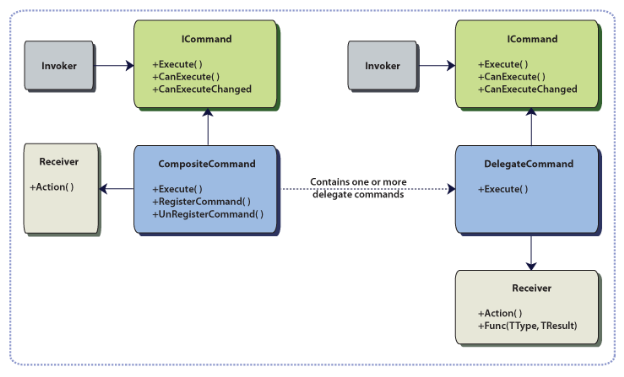 ICommand
+Execute( )
+CanExecute( )
+CanExecuteChanged
Invoker
Receiver
+Action( )
CompositeCommand
+Execute( )
+RegisterCommand( )
+UnRegisterCommand( )
Contains one or more
delegate commands
ICommand
+Execute( )
+CanExecute( )
+CanExecuteChanged
Invoker
DelegateCommand
+Execute( )
Receiver
+Action( )
+Func(TType, TResult)